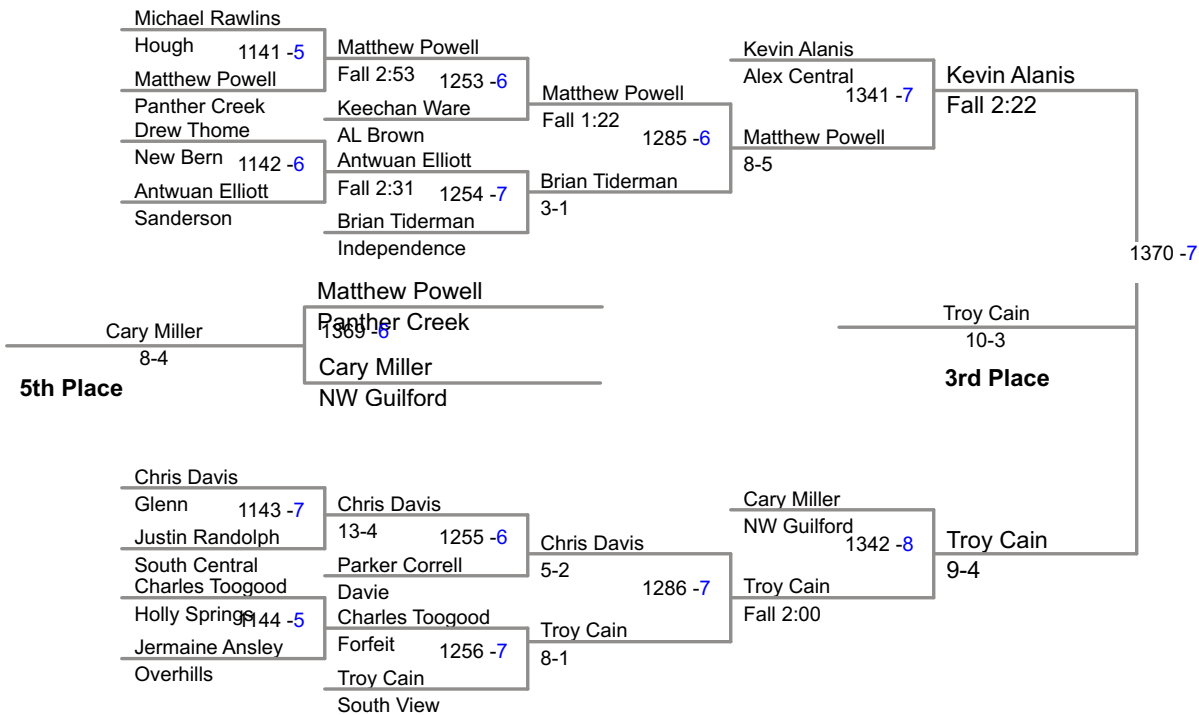 Michael Rawlins
Hough
1141 -5
Matthew Powell
Panther Creek
Drew Thome
New Bern
1142 -6
Antwuan Elliott
Sanderson
Matthew Powell
Fall 2:53
1253 -6
Keechan Ware
AL Brown
Antwuan Elliott
Fall 2:31
1254 -7
Brian Tiderman
Independence
Matthew Powell
Fall 1:22
1285 -6
Brian Tiderman
3-1
Kevin Alanis
Alex Central
1341 -7
Matthew Powell
8-5
Kevin Alanis
Fall 2:22
1370 -7
Matthew Powell
Panther Creek
1369 -6
Cary Miller
NW Guilford
Cary Miller
8-4
5th Place
Troy Cain
10-3
3rd Place
Chris Davis
Glenn
1143 -7
Justin Randolph
South Central
Charles Toogood
Holly Springs
1144 -5
Jermaine Ansley
Overhills
Chris Davis
13-4
1255 -6
Parker Correll
Davie
Charles Toogood
Forfeit
1256 -7
Troy Cain
South View
Chris Davis
5-2
1286 -7
Troy Cain
8-1
Cary Miller
NW Guilford
1342 -8
Troy Cain
Fall 2:00
Troy Cain
9-4